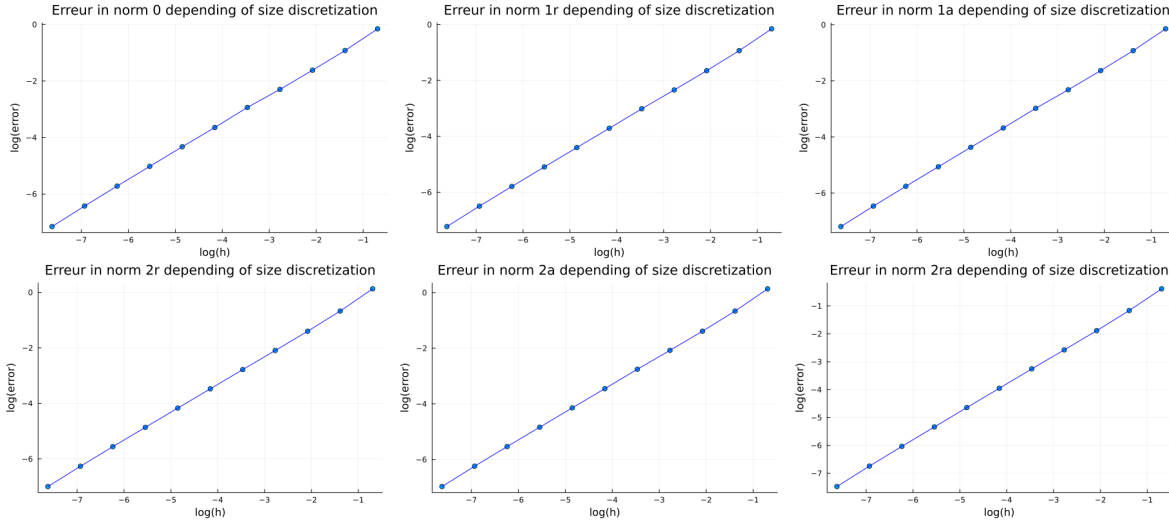 Erreur in norm 0 depending of size discretization
Erreur in norm 1r depending of size discretization
Erreur in norm 1a depending of size discretization
0
−2
−4
−6
log(error)
−7 −6 −5 −4 −3 −2 −1
log(h)
0
−2
−4
−6
log(error)
−7 −6 −5 −4 −3 −2 −1
log(h)
0
−2
−4
−6
log(error)
−7 −6 −5 −4 −3 −2 −1
log(h)
Erreur in norm 2r depending of size discretization
Erreur in norm 2a depending of size discretization
Erreur in norm 2ra depending of size discretization
0
−2
−4
−6
log(error)
−7 −6 −5 −4 −3 −2 −1
log(h)
0
−2
−4
−6
log(error)
−7 −6 −5 −4 −3 −2 −1
log(h)
−1
−2
−3
−4
−5
−6
−7
log(error)
−7 −6 −5 −4 −3 −2 −1
log(h)